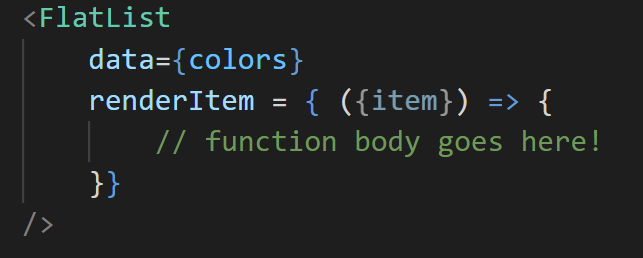 <FlatList
data={colors}
renderItem = { ({item}) => {
// function body goes here!
}}
/>